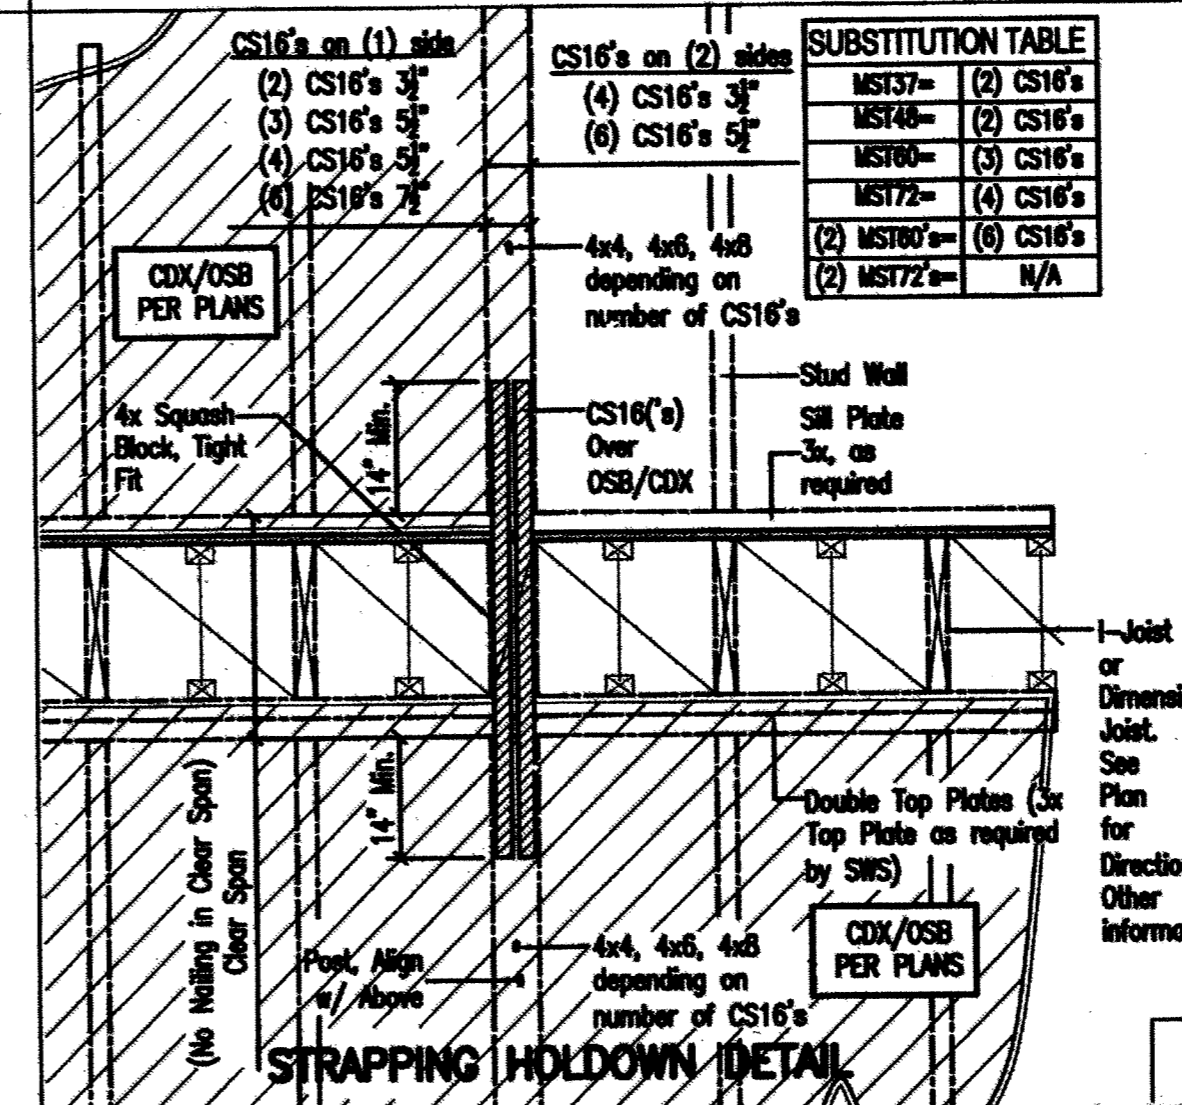 CS16's on (1) side
(2) CS16's 3½"
(3) CS16's 5½"
(4) CS16's 5½"
(6) CS16's 7½"
CS16's on (2) sides
(4) CS16's 3½"
(6) CS16's 5½"
SUBSTITUTION TABLE
MST37= (2) CS16's
MST48= (2) CS16's
MST60= (3) CS16's
MST72= (4) CS16's
(2) MST60's= (6) CS16's
(2) MST72's= N/A
CDX/OSB
PER PLANS
4x4, 4x6, 4x8
depending on
number of CS16's
4x Squash
Block, Tight
Fit
14" Min.
CS16('s)
Over
OSB/CDX
Stud Wall
Sill Plate
3x, as
required
I-Joist
or
Dimensi
Joist.
See
Plan
for
Directio
Other
informa
(No Nailing in Clear Span)
Clear Span
14" Min.
Double Top Plates (3x
Top Plate as required
by SWS)
CDX/OSB
PER PLANS
Post, Align
w/ Above
4x4, 4x6, 4x8
depending on
number of CS16's
STRAPPING HOLDOWN DETAIL